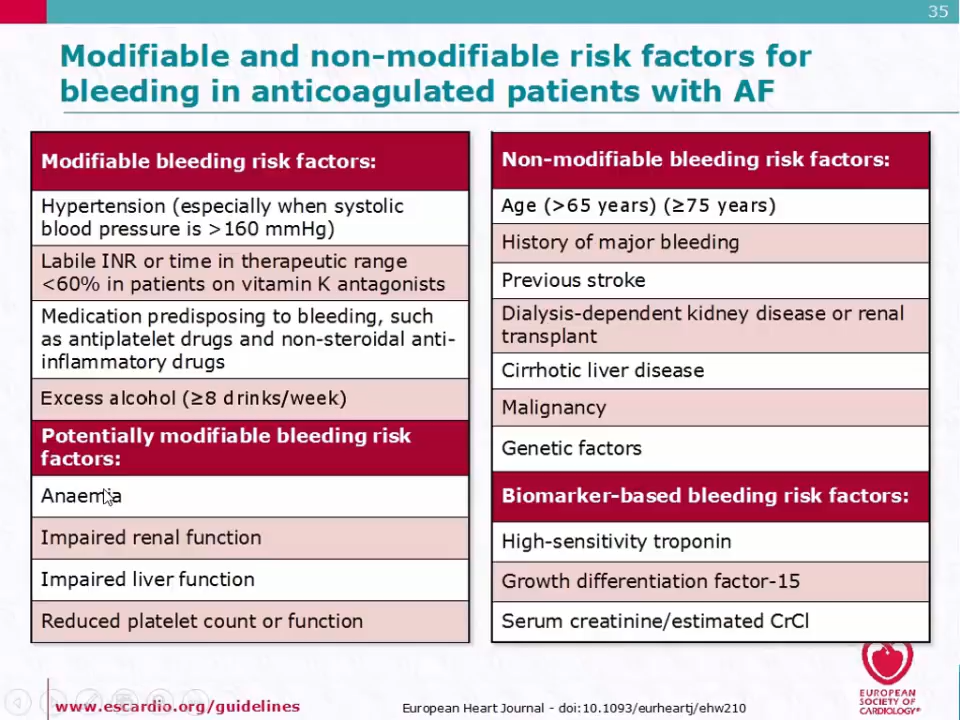 35
Modifiable and non-modifiable risk factors for
bleeding in anticoagulated patients with AF
Modifiable bleeding risk factors:
Hypertension (especially when systolic
blood pressure is >160 mmHg)
Labile INR or time in therapeutic range
<60% in patients on vitamin K antagonists
Medication predisposing to bleeding, such
as antiplatelet drugs and non-steroidal anti-
inflammatory drugs
Excess alcohol (≥8 drinks/week)
Potentially modifiable bleeding risk
factors:
Anaemia
Impaired renal function
Impaired liver function
Reduced platelet count or function
Non-modifiable bleeding risk factors:
Age (>65 years) (≥75 years)
History of major bleeding
Previous stroke
Dialysis-dependent kidney disease or renal
transplant
Cirrhotic liver disease
Malignancy
Genetic factors
Biomarker-based bleeding risk factors:
High-sensitivity troponin
Growth differentiation factor-15
Serum creatinine/estimated CrCl
www.escardio.org/guidelines
European Heart Journal - doi:10.1093/eurheartj/ehw210
EUROPEAN
SOCIETY OF
CARDIOLOGY®